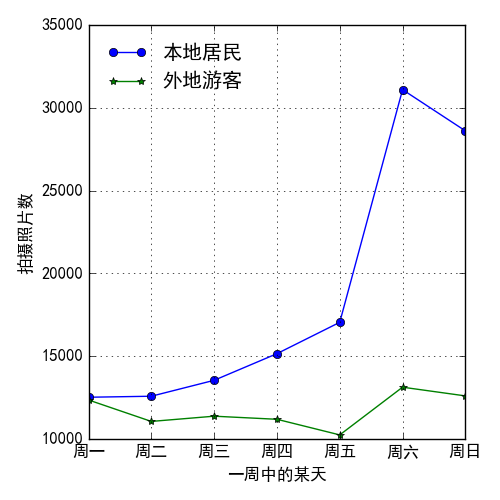 35000
30000
25000
20000
15000
10000
拍摄照片数
本地居民
外地游客
周一 周二 周三 周四 周五 周六 周日
一周中的某天